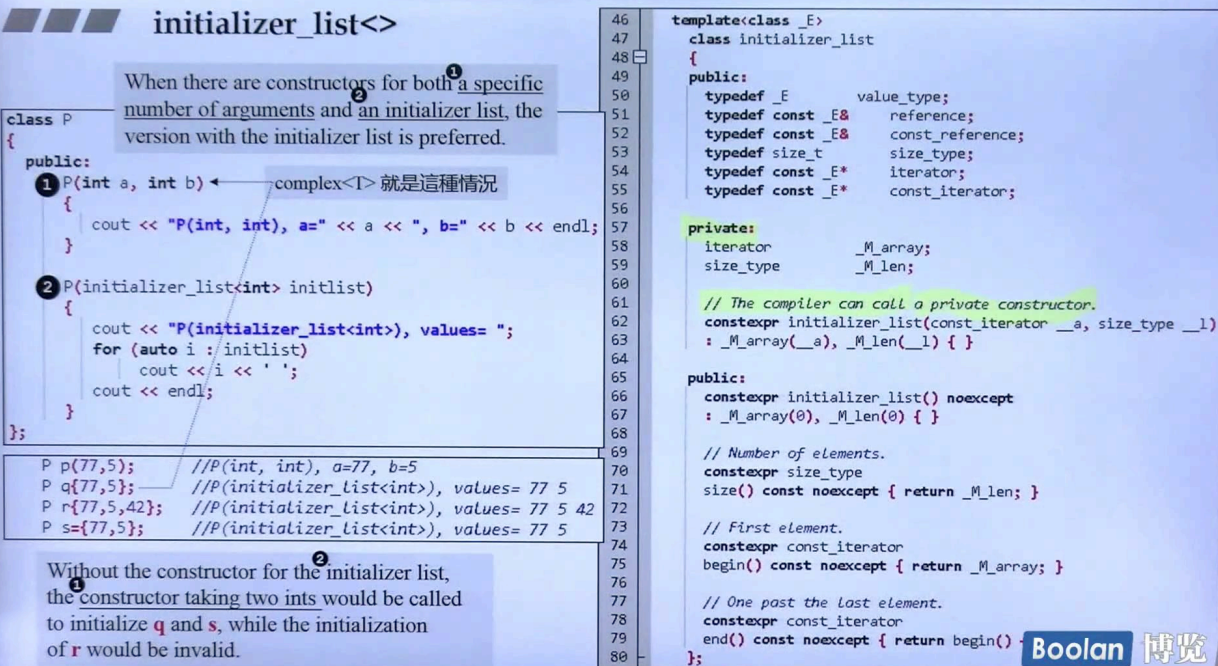 initializer_list<>
When there are constructors for both ❶a specific
number of arguments and ❷an initializer list, the
version with the initializer list is preferred.
class P
{
public:
❶ P(int a, int b)
complex<T> 就是這種情況
{
cout << "P(int, int), a=" << a << ", b=" << b << endl;
}
❷ P(initializer_list<int> initlist)
{
cout << "P(initializer_list<int>), values= ";
for (auto i : initlist)
cout << i << ' ';
cout << endl;
}
};
P p(77,5); //P(int, int), a=77, b=5
P q{77,5}; //P(initializer_list<int>), values= 77 5
P r{77,5,42}; //P(initializer_list<int>), values= 77 5 42
P s={77,5}; //P(initializer_list<int>), values= 77 5
Without the constructor for the ❷initializer list,
the ❶constructor taking two ints would be called
to initialize q and s, while the initialization
of r would be invalid.
46 template<class _E>
47 class initializer_list
48 {
49 public:
50 typedef _E value_type;
51 typedef const _E& reference;
52 typedef const _E& const_reference;
53 typedef size_t size_type;
54 typedef const _E* iterator;
55 typedef const _E* const_iterator;
56
57 private:
58 iterator _M_array;
59 size_type _M_len;
60
61 // The compiler can call a private constructor.
62 constexpr initializer_list(const_iterator __a, size_type __l)
63 : _M_array(__a), _M_len(__l) { }
64
65 public:
66 constexpr initializer_list() noexcept
67 : _M_array(0), _M_len(0) { }
68
69 // Number of elements.
70 constexpr size_type
71 size() const noexcept { return _M_len; }
72
73 // First element.
74 constexpr const_iterator
75 begin() const noexcept { return _M_array; }
76
77 // One past the last element.
78 constexpr const_iterator
79 end() const noexcept { return begin()
80 };
Boolan 博览